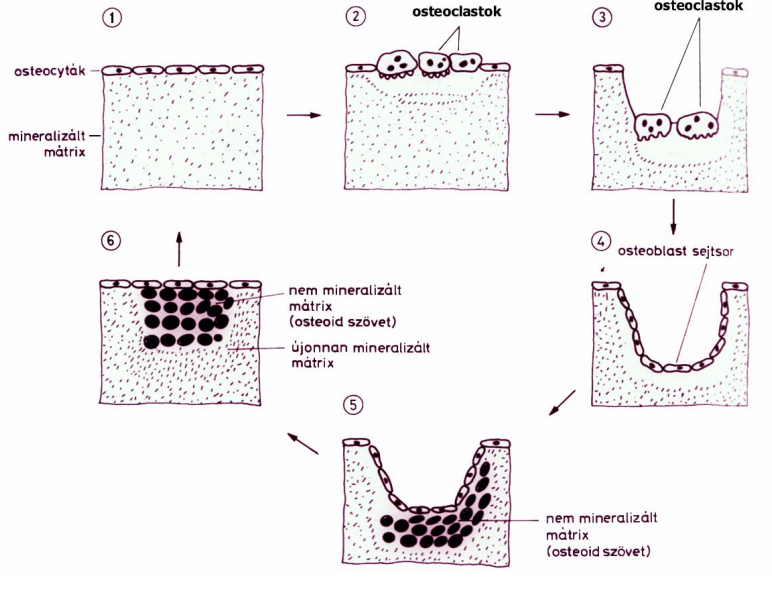 1
osteocyták
mineralizált
mátrix
2
osteoclastok
3
osteoclastok
4
osteoblast sejtsor
5
nem mineralizált
mátrix
(osteoid szövet)
6
nem mineralizált
mátrix
(osteoid szövet)
újonnan mineralizált
mátrix